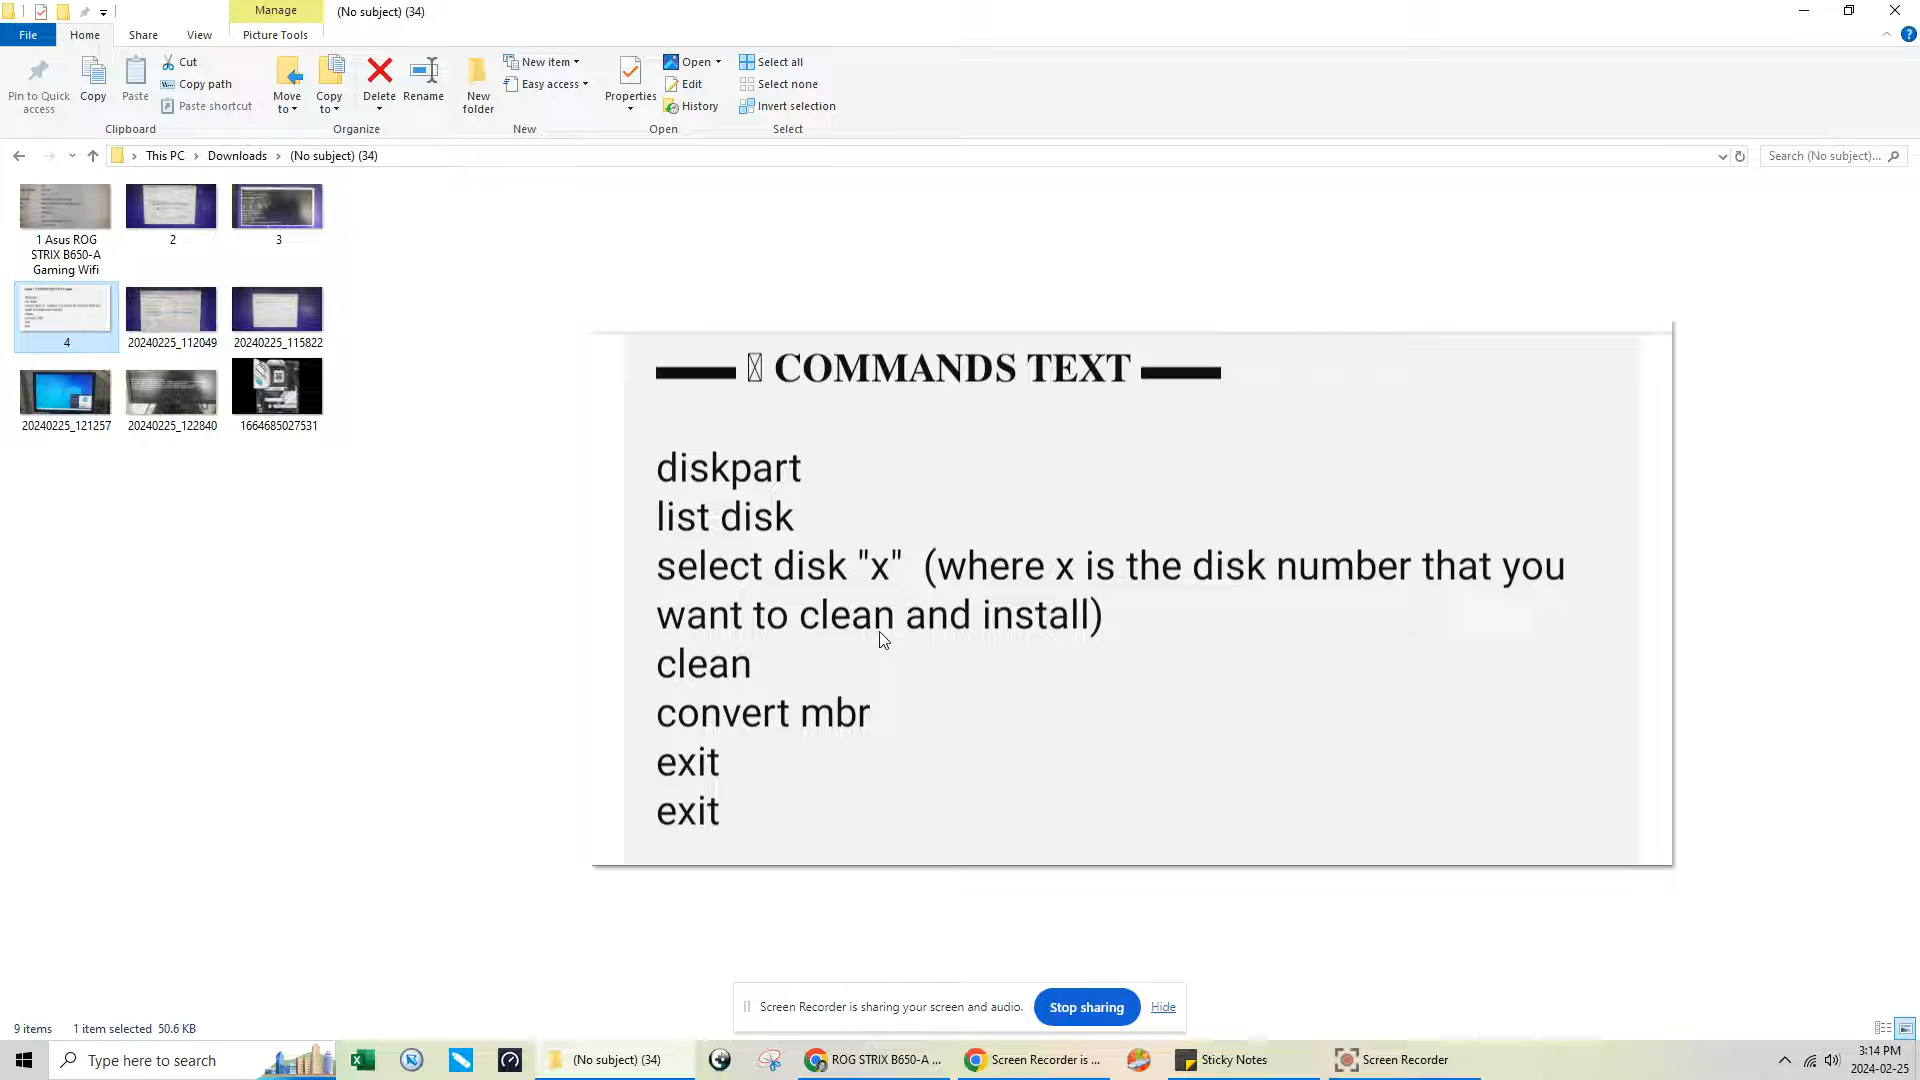 Manage
(No subject) (34)
File
Home
Share
View
Picture Tools
Pin to Quick access
Copy
Paste
Cut
Copy path
Paste shortcut
Move to
Copy to
Delete
Rename
New folder
New item
Easy access
Properties
Open
Edit
History
Select all
Select none
Invert selection
Clipboard
Organize
New
Open
Select
This PC
Downloads
(No subject) (34)
Search (No subject)...
1 Asus ROG
STRIX B650-A
Gaming Wifi
2
3
4
20240225_112049
20240225_115822
20240225_121257
20240225_122840
1664685027531
COMMANDS TEXT
diskpart
list disk
select disk "x" (where x is the disk number that you
want to clean and install)
clean
convert mbr
exit
exit
Screen Recorder is sharing your screen and audio.
Stop sharing
Hide
9 items
1 item selected 50.6 KB
Type here to search
(No subject) (34)
ROG STRIX B650-A ...
Screen Recorder is ...
Sticky Notes
Screen Recorder
3:14 PM
2024-02-25